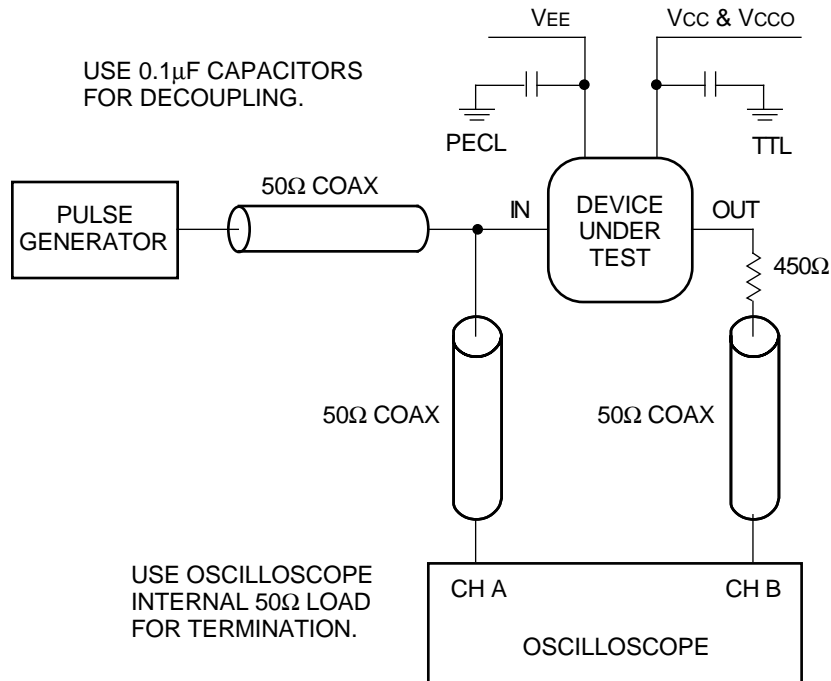 VEE
VCC & VCCO
USE 0.1µF CAPACITORS
FOR DECOUPLING.
PECL
TTL
50Ω COAX
PULSE
GENERATOR
IN
DEVICE
UNDER
TEST
OUT
450Ω
50Ω COAX
50Ω COAX
USE OSCILLOSCOPE
INTERNAL 50Ω LOAD
FOR TERMINATION.
CH A
CH B
OSCILLOSCOPE